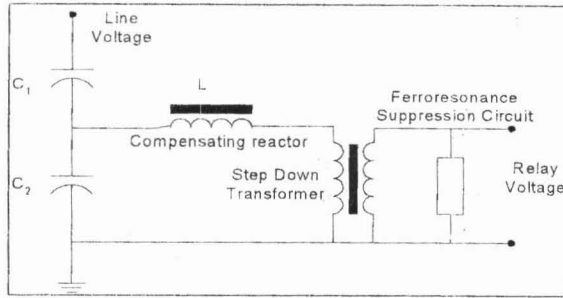 Line
Voltage
C1
L
Ferroresonance
Suppression Circuit
Compensating reactor
C2
Step Down
Transformer
Relay
Voltage